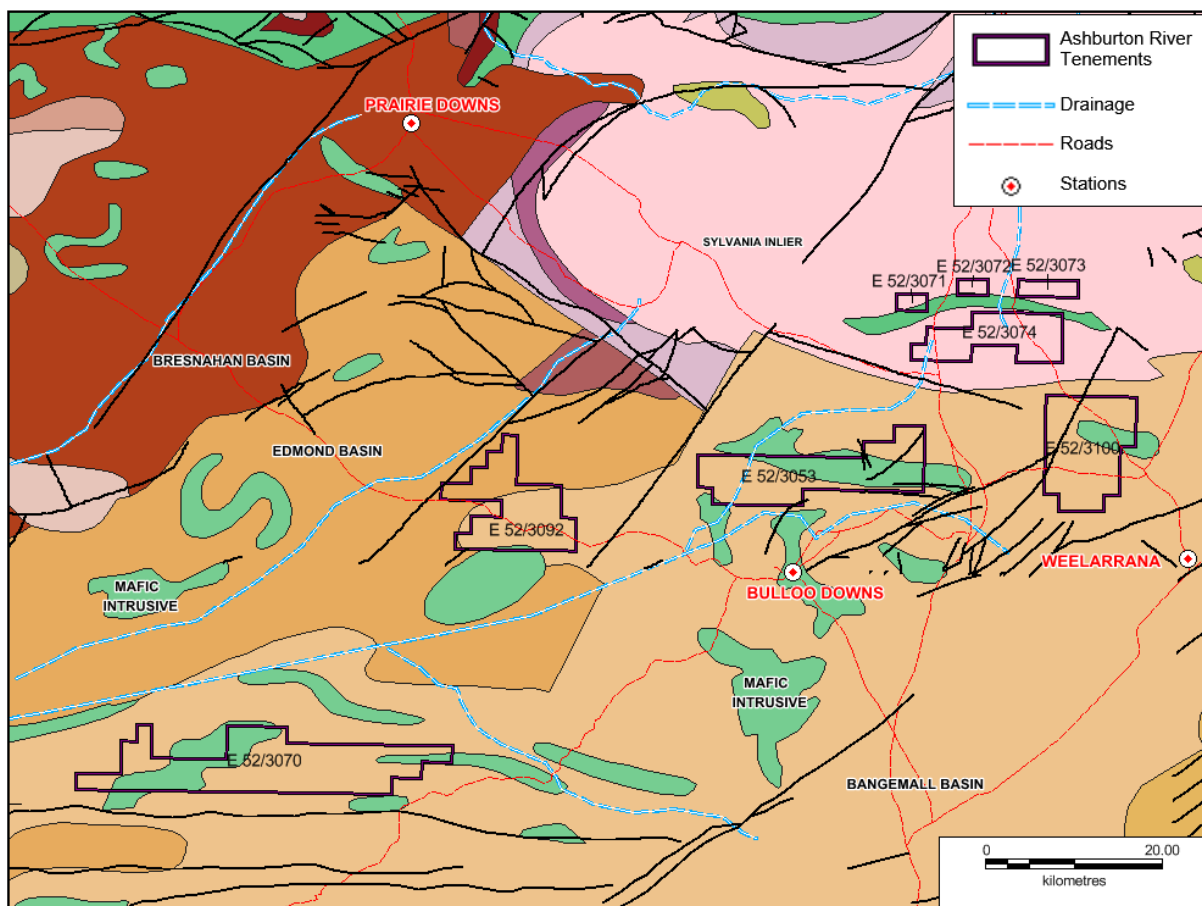 Ashburton River
Tenements
Drainage
Roads
Stations
PRAIRIE DOWNS
SYLVANIA INLIER
E 52/3071
E 52/3072
E 52/3073
E 52/3074
BRESNAHAN BASIN
EDMOND BASIN
E 52/3053
E 52/3100
E 52/3092
WEELARRANA
BULLOO DOWNS
MAFIC
INTRUSIVE
MAFIC
INTRUSIVE
E 52/3070
BANGEMALL BASIN
0
20.00
kilometres